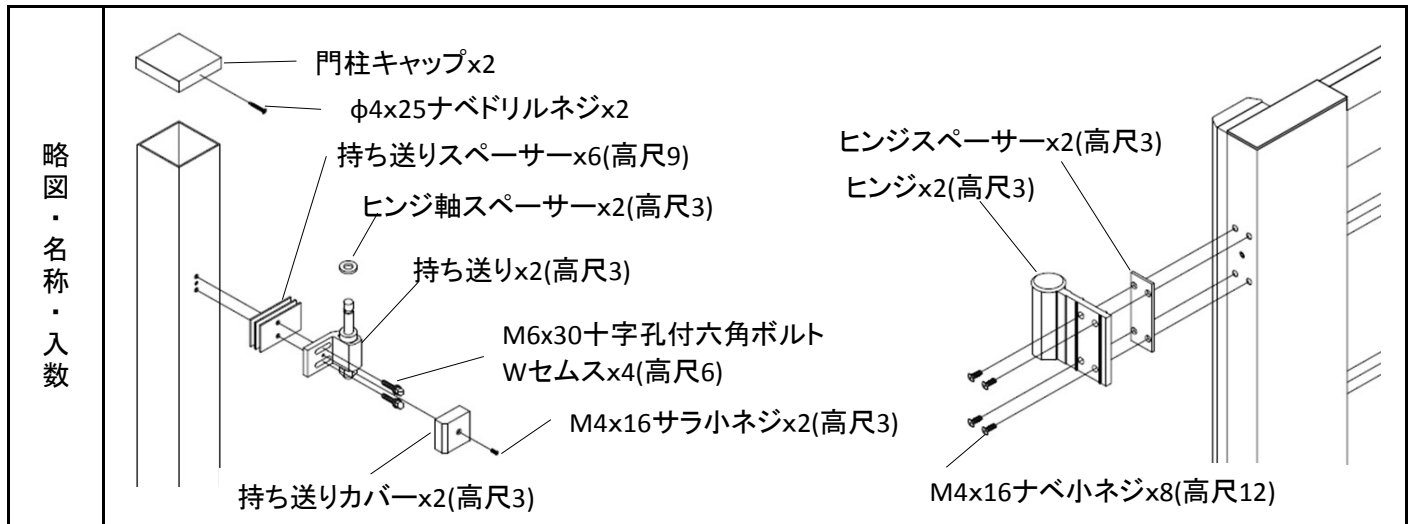 略図・名称・入数
門柱キャップx2
φ4x25ナベドリルネジx2
持ち送りスペーサーx6(高尺9)
ヒンジ軸スペーサーx2(高尺3)
持ち送りx2(高尺3)
M6x30十字孔付六角ボルト
Wセムスx4(高尺6)
M4x16サラ小ネジx2(高尺3)
持ち送りカバーx2(高尺3)
ヒンジスペーサーx2(高尺3)
ヒンジx2(高尺3)
M4x16ナベ小ネジx8(高尺12)